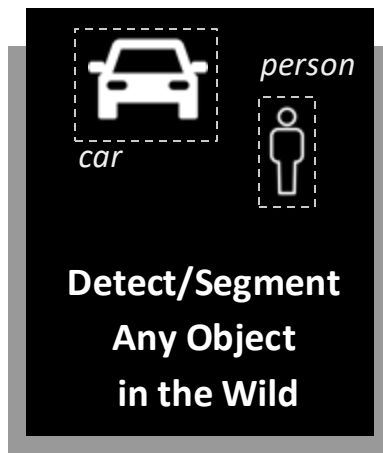 person
car
Detect/Segment
Any Object
in the Wild